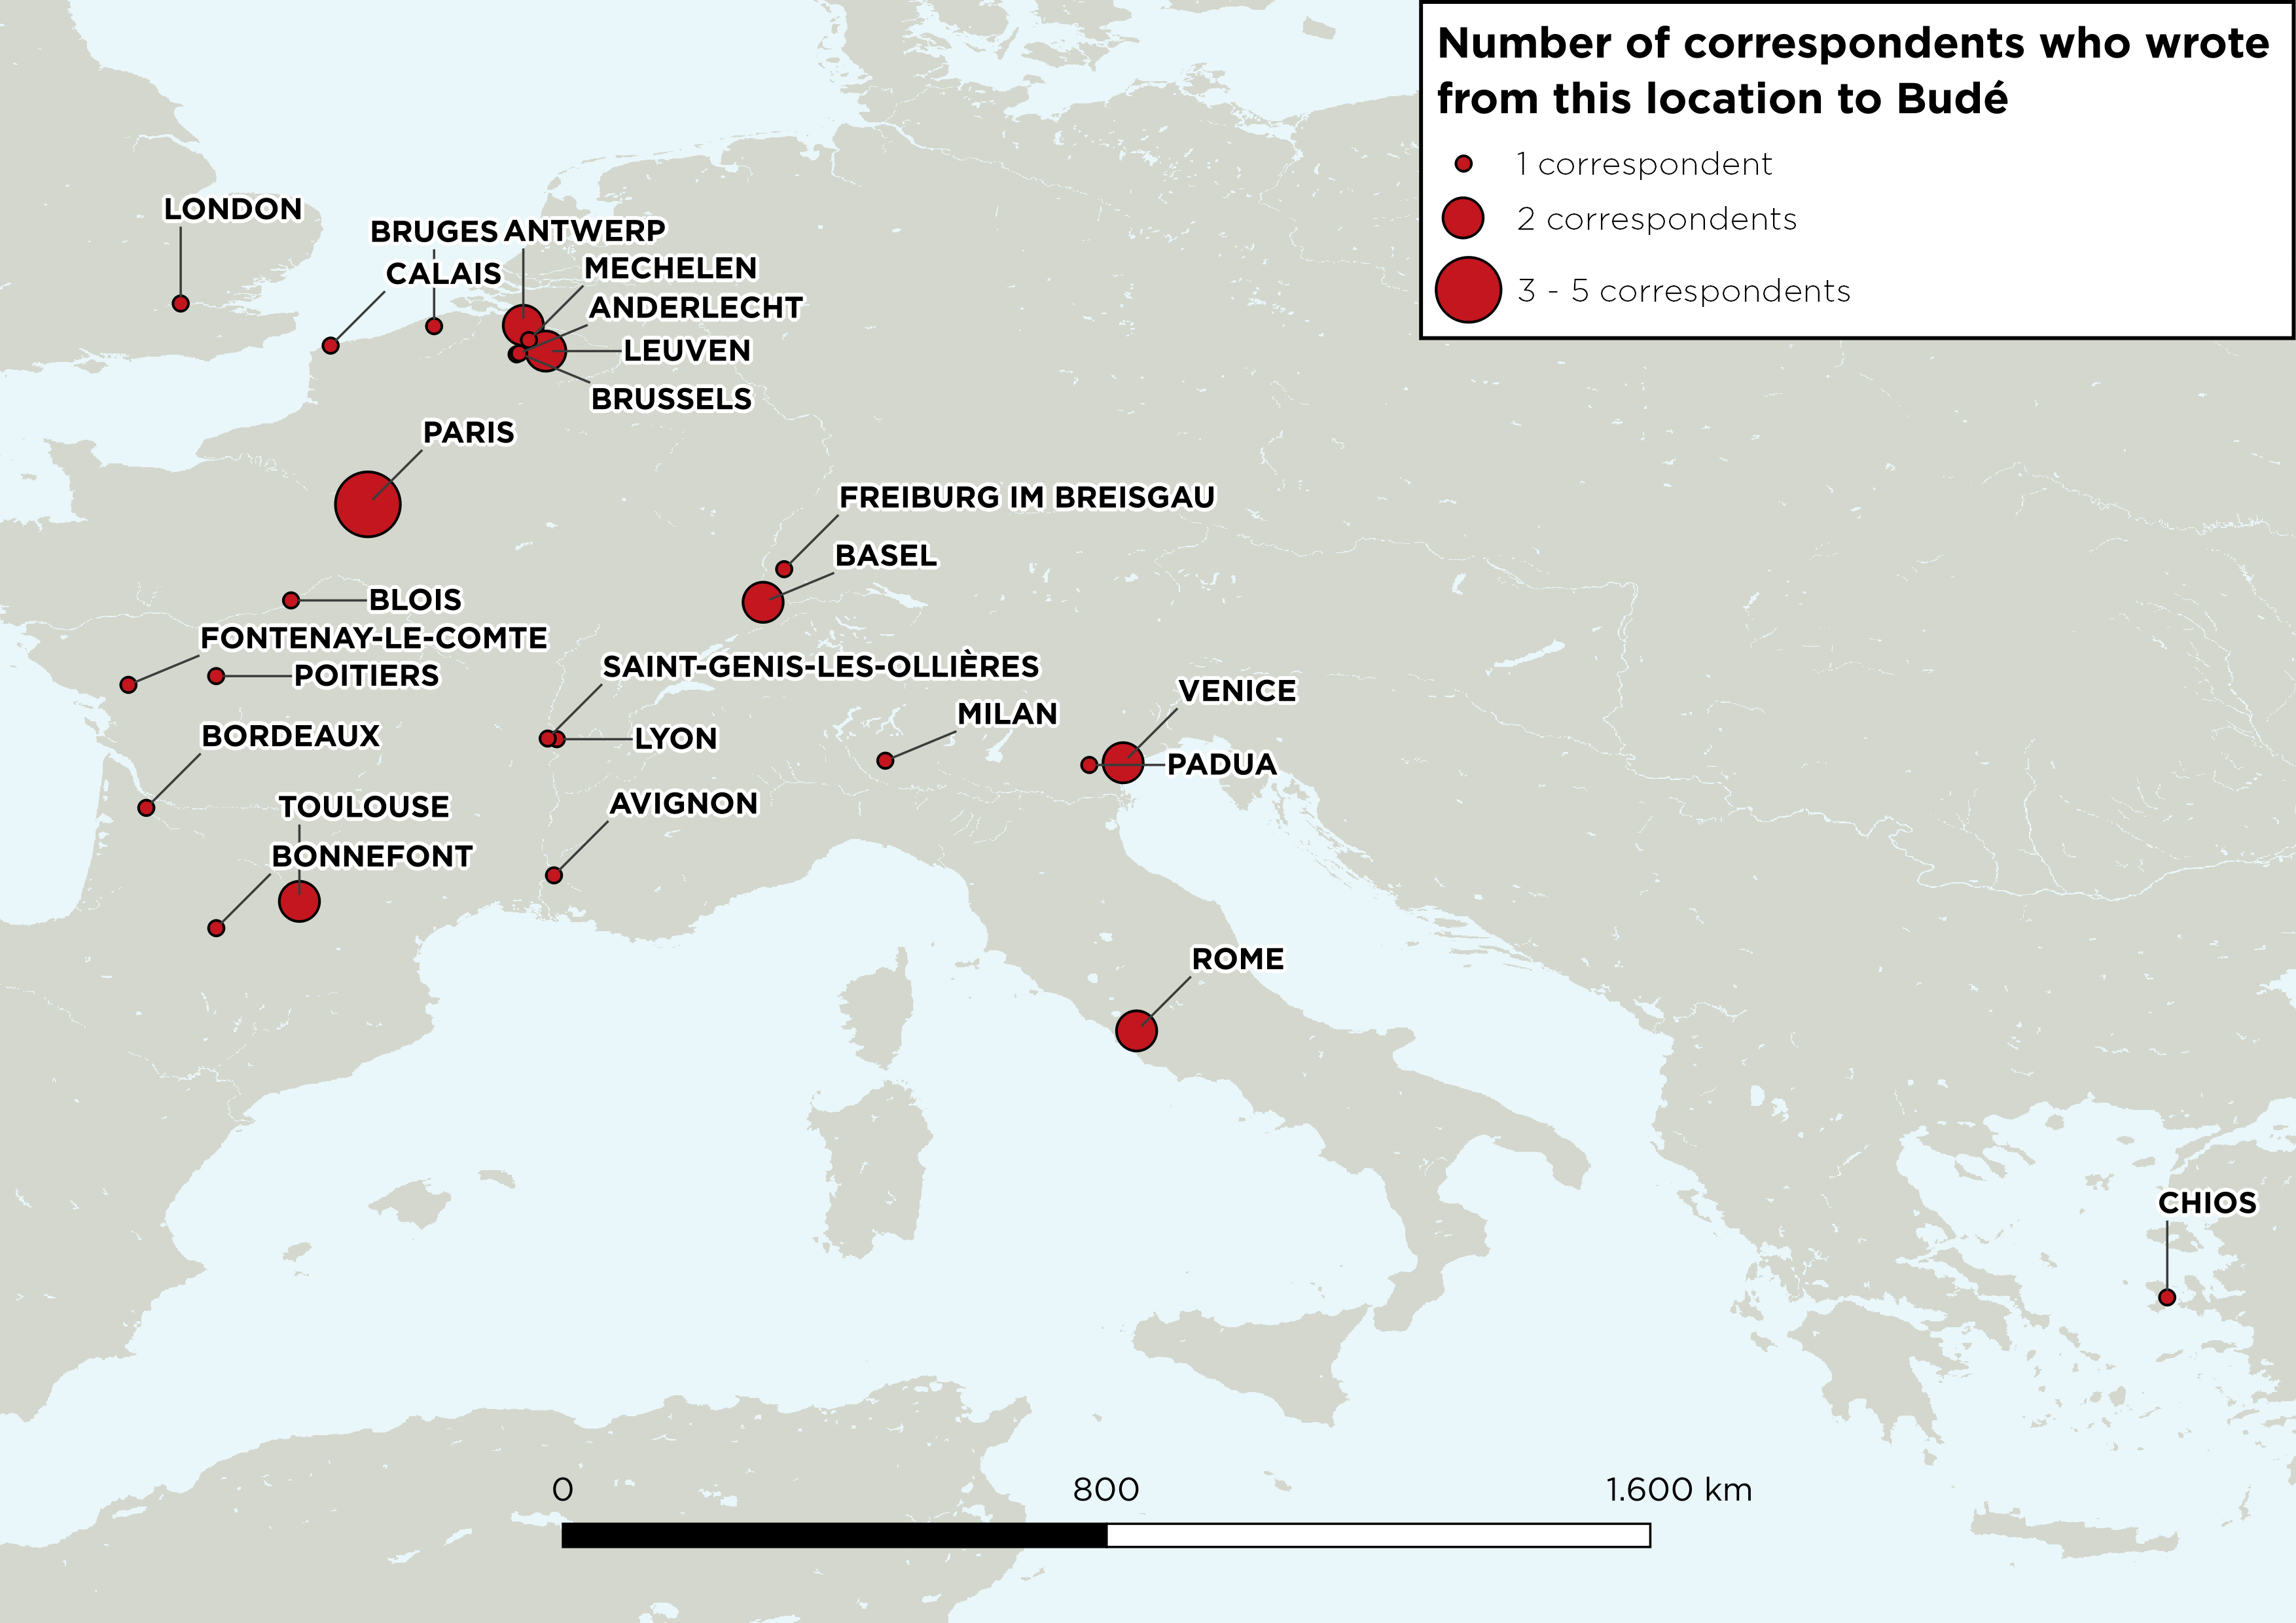 Number of correspondents who wrote
from this location to Budé
1 correspondent
2 correspondents
3 - 5 correspondents
LONDON
BRUGES
ANTWERP
CALAIS
MECHELEN
ANDERLECHT
LEUVEN
BRUSSELS
PARIS
FREIBURG IM BREISGAU
BASEL
BLOIS
FONTENAY-LE-COMTE
POITIERS
SAINT-GENIS-LES-OLLIÈRES
VENICE
MILAN
BORDEAUX
LYON
PADUA
TOULOUSE
AVIGNON
BONNEFONT
ROME
CHIOS
0
800
1.600 km